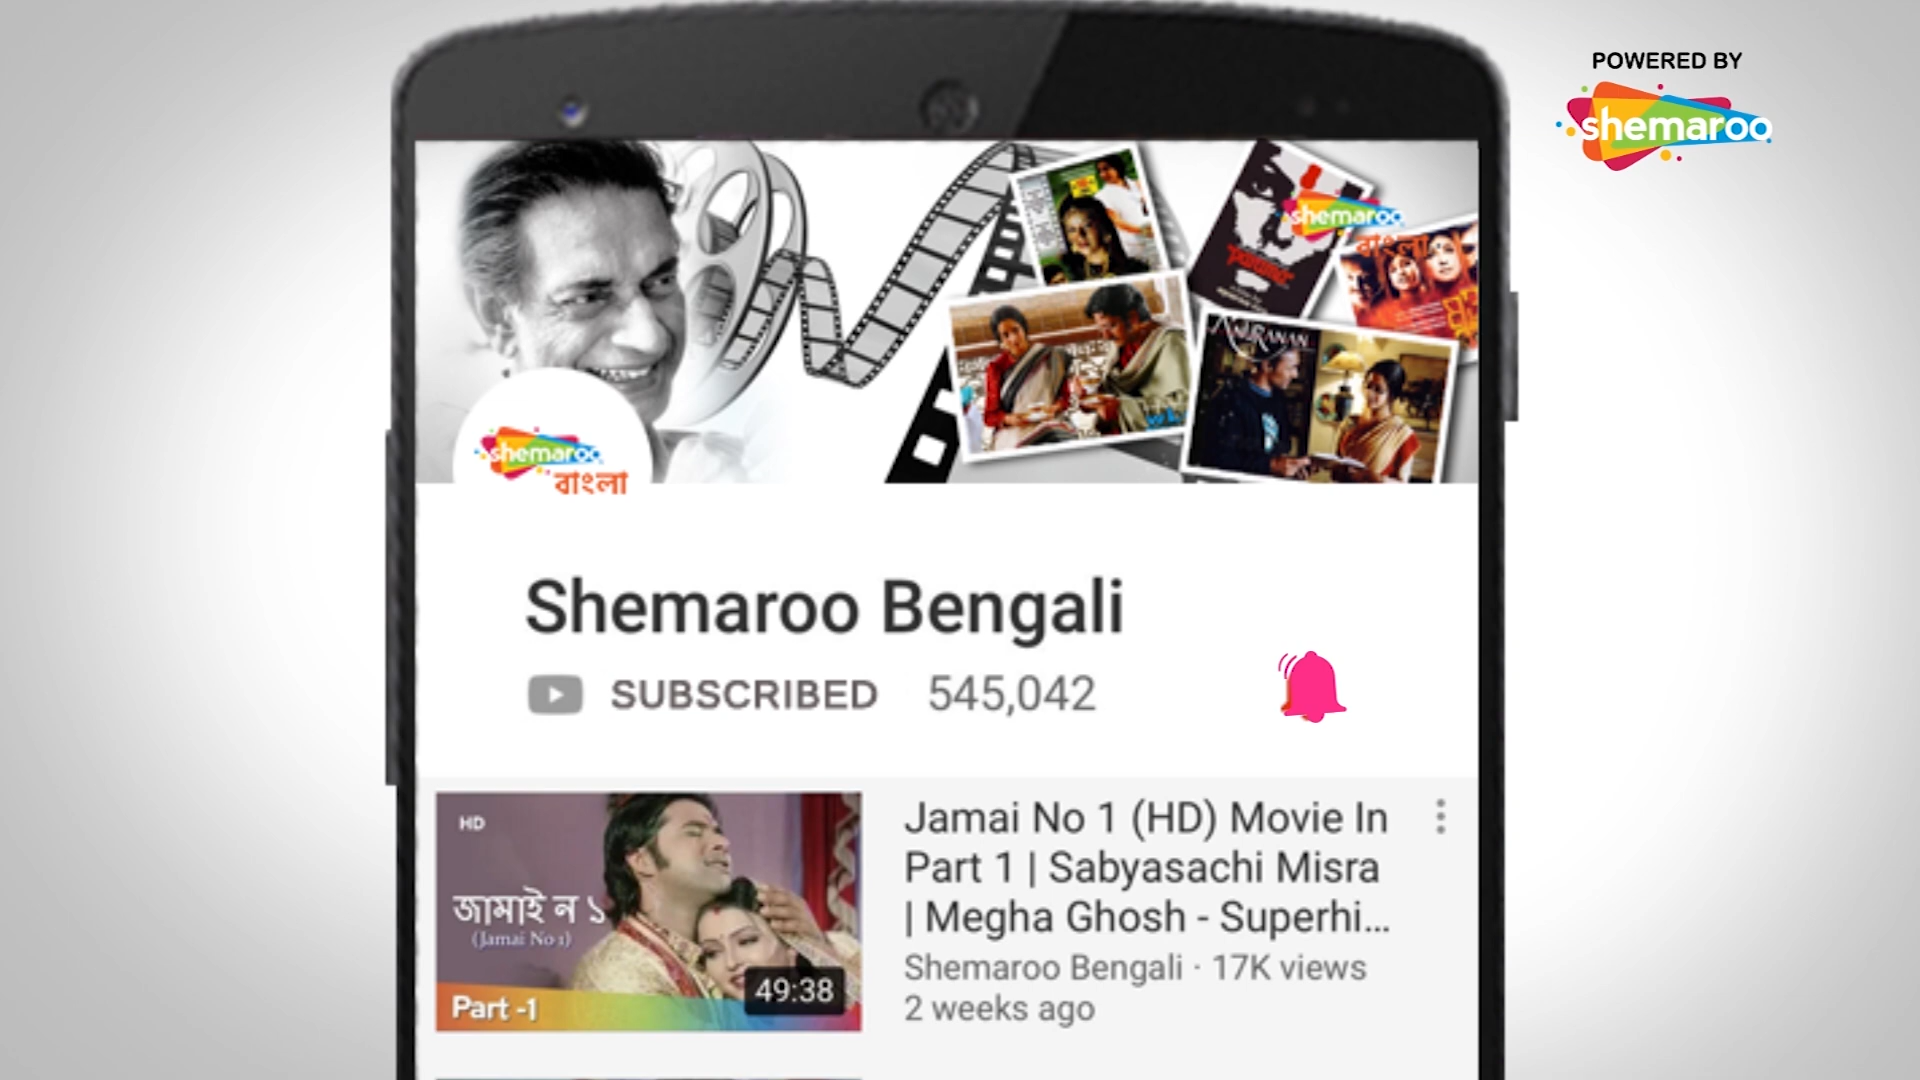 POWERED BY
shemaroo
shemaroo
বাংলা
ANURANAN
shemaroo
বাংলা
Shemaroo Bengali
SUBSCRIBED 545,042
HD
জামাই ন ১
(Jamai No 1)
Part -1
49:38
Jamai No 1 (HD) Movie In
Part 1 | Sabyasachi Misra
| Megha Ghosh - Superhi...
Shemaroo Bengali · 17K views
2 weeks ago